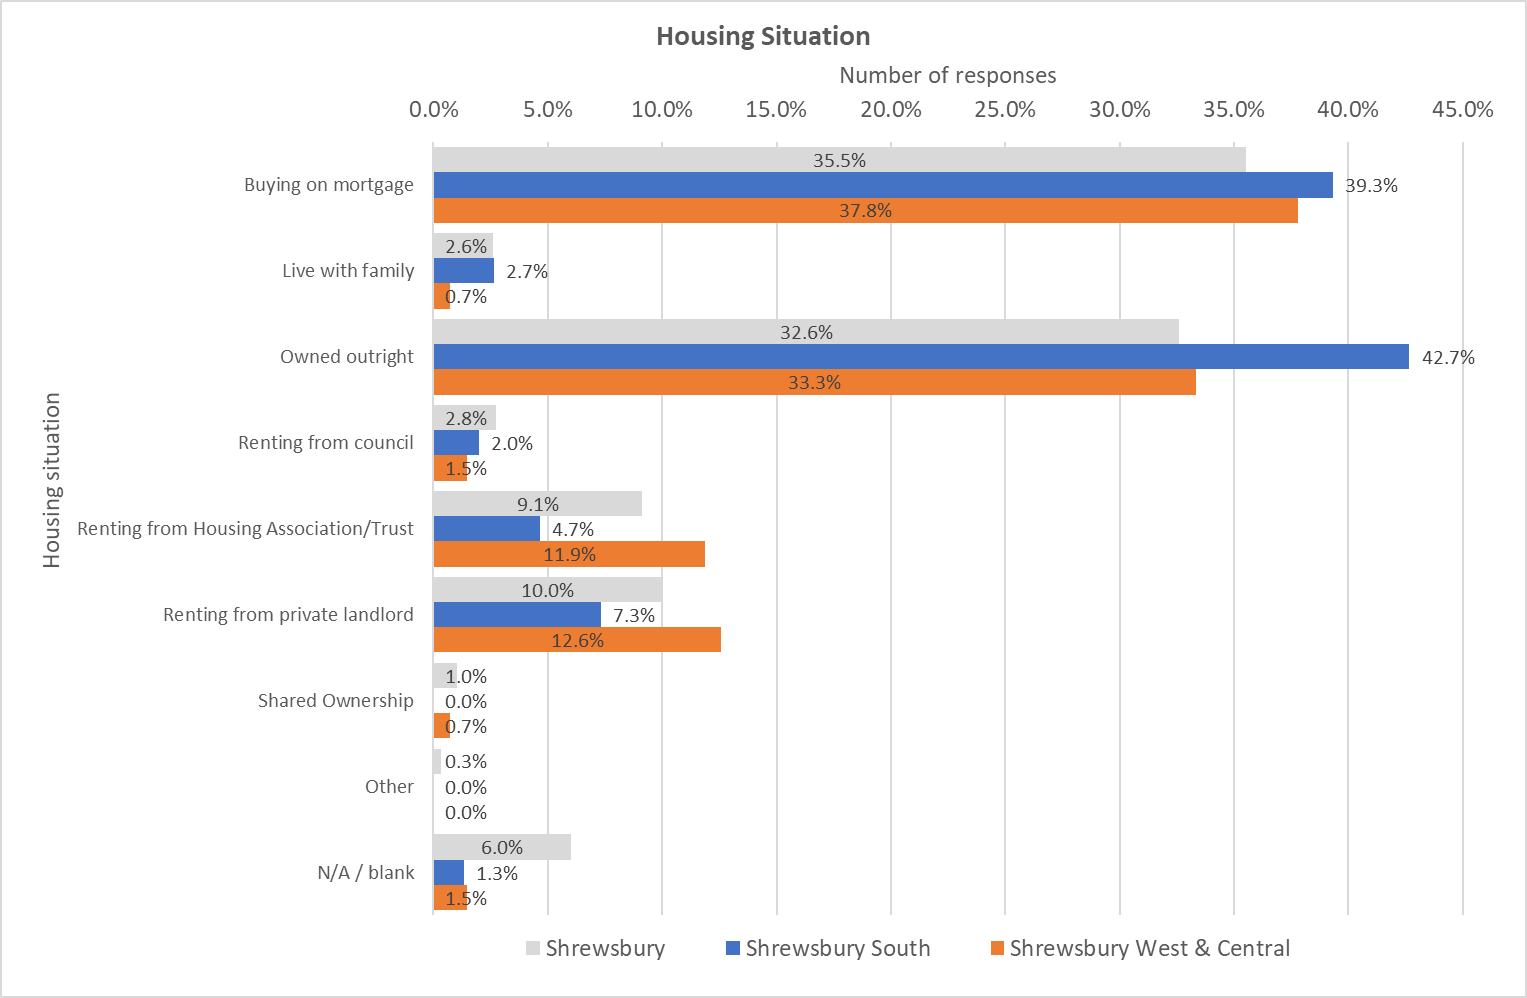 Housing Situation
Number of responses
0.0% 5.0% 10.0% 15.0% 20.0% 25.0% 30.0% 35.0% 40.0% 45.0%
Housing situation
35.5%
Buying on mortgage 39.3%
37.8%
2.6%
Live with family 2.7%
0.7%
32.6%
Owned outright 42.7%
33.3%
2.8%
Renting from council 2.0%
1.5%
9.1%
Renting from Housing Association/Trust 4.7%
11.9%
10.0%
Renting from private landlord 7.3%
12.6%
1.0%
Shared Ownership 0.0%
0.7%
0.3%
Other 0.0%
0.0%
6.0%
N/A / blank 1.3%
1.5%
Shrewsbury Shrewsbury South Shrewsbury West & Central